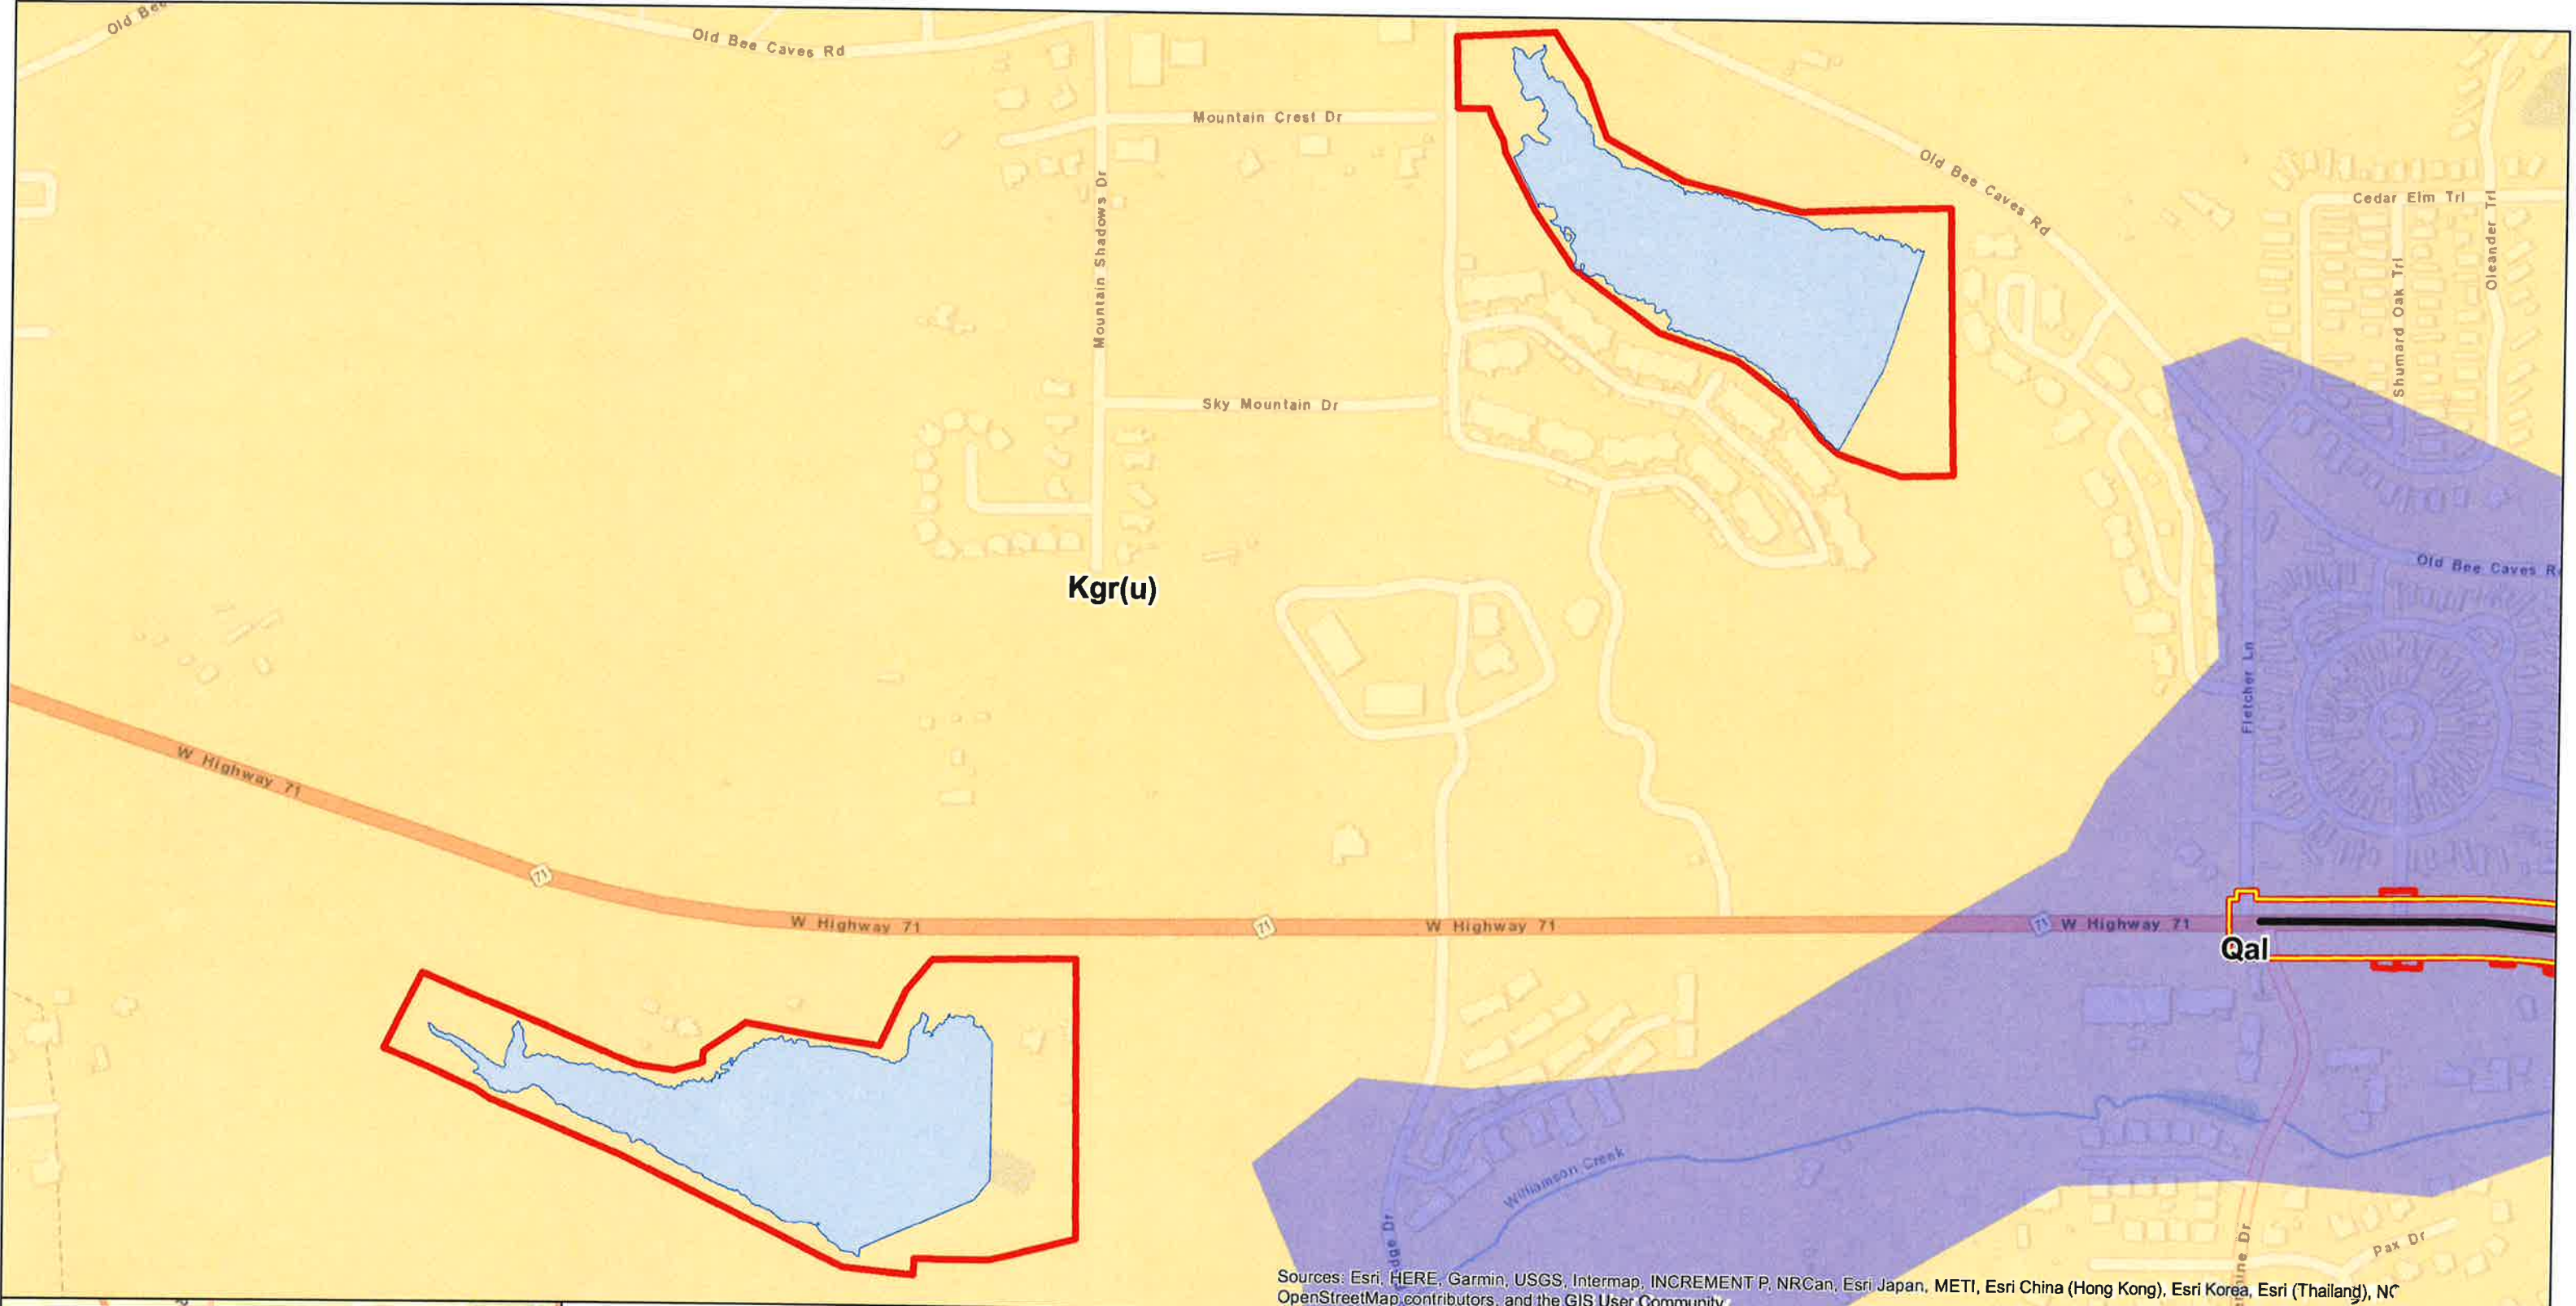 Old Bee Caves Rd
Mountain Crest Dr
Old Bee Caves Rd
Cedar Elm Trl
Oleander Trl
Mountain Shadows Dr
Shumard Oak Trl
Sky Mountain Dr
Old Bee Caves
Kgr(u)
Fletcher Ln
W Highway 71
71
W Highway 71
71
W Highway 71
71
W Highway 71
Qal
Williamson Creek
Pax Dr
Sources: Esri, HERE, Garmin, USGS, Intermap, INCREMENT P, NRCan, Esri Japan, METI, Esri China (Hong Kong), Esri Korea, Esri (Thailand),
OpenStreetMap contributors, and the GIS User Community